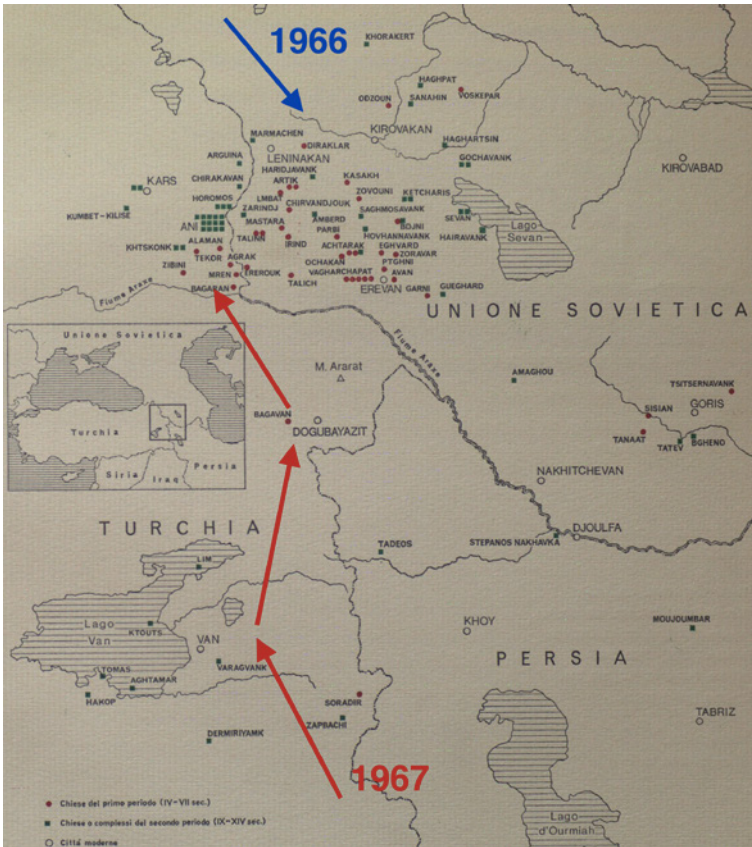 1966
KHORAKERT
HAGHPAT
ODZOUN
SANAHIN
VOSKEPAR
MARMACHEN
DIRAKLAR
KIROVAKAN
LENINAKAN
HAGHARTSIN
ARGUINA
HARIDJAVANK
GOCHAVANK
KIROVABAD
KARS
CHIRAKAVAN
ARTIK
KASAKH
LMBAT
ZOVOUNI
KETCHARIS
HOROMOS
ZARINDJ
CHIRVANDJOUK
SAGHMOSAVANK
KUMBET-KILISE
ANI
MASTARA
AMBERD
BOJNI
SEVAN
Lago
Sevan
TALINN
PARBI
HOVHANNAVANK
HAIRAVANK
ALAMAN
IRIND
ACHTARAK
EGHVARD
KHTSKONK
TEKOR
AGRAK
OCHAKAN
ZORAVAR
PTGHNI
ZIBINI
MREN
EREROUK
VAGHARCHAPAT
AVAN
BAGARAN
TALICH
EREVAN
GARNI
GUEGHARD
Fiume Araxe
UNIONE SOVIETICA
Fiume Araxe
Unione Sovietica
Turchia
Siria
Iraq
Persia
M. Ararat
AMAGHOU
TSITSERNAVANK
BAGAVAN
DOGUBAYAZIT
SISIAN
GORIS
TANAAT
TATEV
BGHENO
NAKHITCHEVAN
TURCHIA
TADEOS
STEPANOS NAKHAVKA
DJOULFA
LIM
Lago
Van
KTOUTS
VAN
KHOY
MOUJOUMBAR
VARAGVANK
PERSIA
TOMAS
AGHTAMAR
HAKOP
SORADIR
ZAPBACHI
TABRIZ
DERMIRIYAMK
1967
Chiese del primo periodo (IV-VII sec.)
Chiese o complessi del secondo periodo (IX-XIV sec.)
Città moderne
Lago
d'Ourmiah